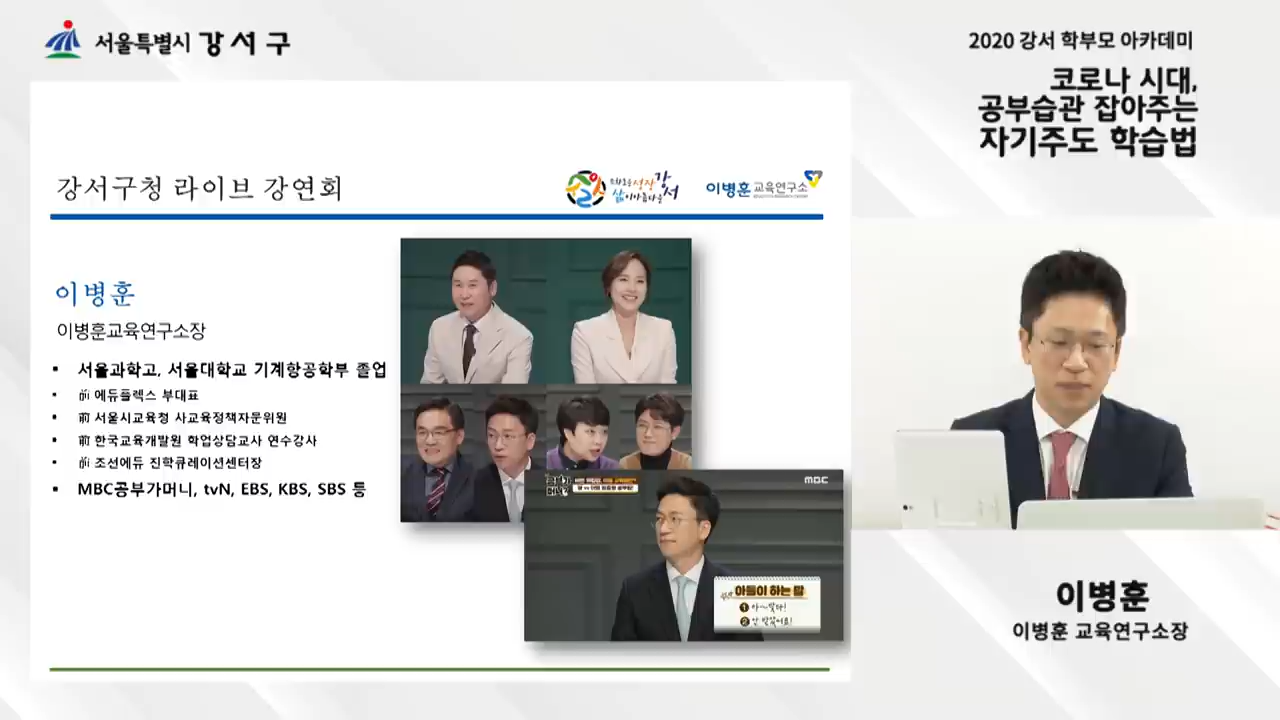 서울특별시 강서구
2020 강서 학부모 아카데미
코로나 시대,
공부습관 잡아주는
자기주도 학습법
강서구청 라이브 강연회
이병훈 교육연구소
이병훈
이병훈교육연구소장
• 서울과학고, 서울대학교 기계항공학부 졸업
• 前 에듀플렉스 부대표
• 前 서울시교육청 사교육정책자문위원
• 前 한국교육개발원 학업상담교사 연수강사
• 前 조선에듀 진학큐레이션센터장
• MBC공부가머니, tvN, EBS, KBS, SBS 등
MBC
아들이 하는 말
1 아~맞다!
이병훈
이병훈 교육연구소장